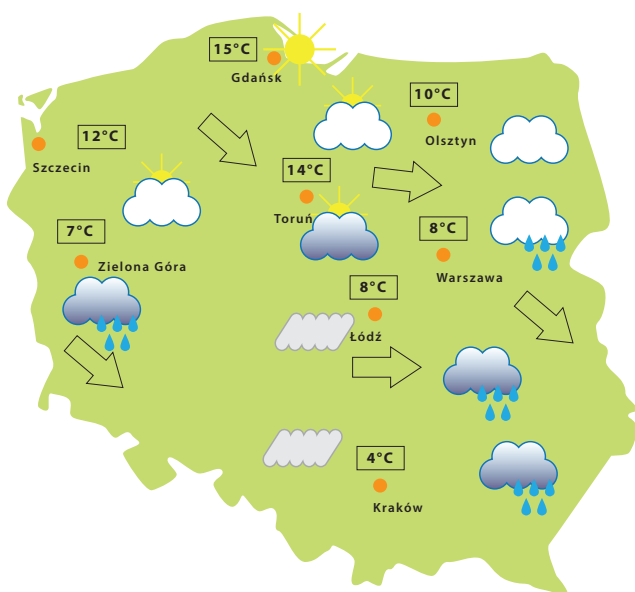 15°C
Gdańsk
10°C
Olsztyn
12°C
Szczecin
14°C
Toruń
7°C
Zielona Góra
8°C
Warszawa
8°C
Łódź
4°C
Kraków